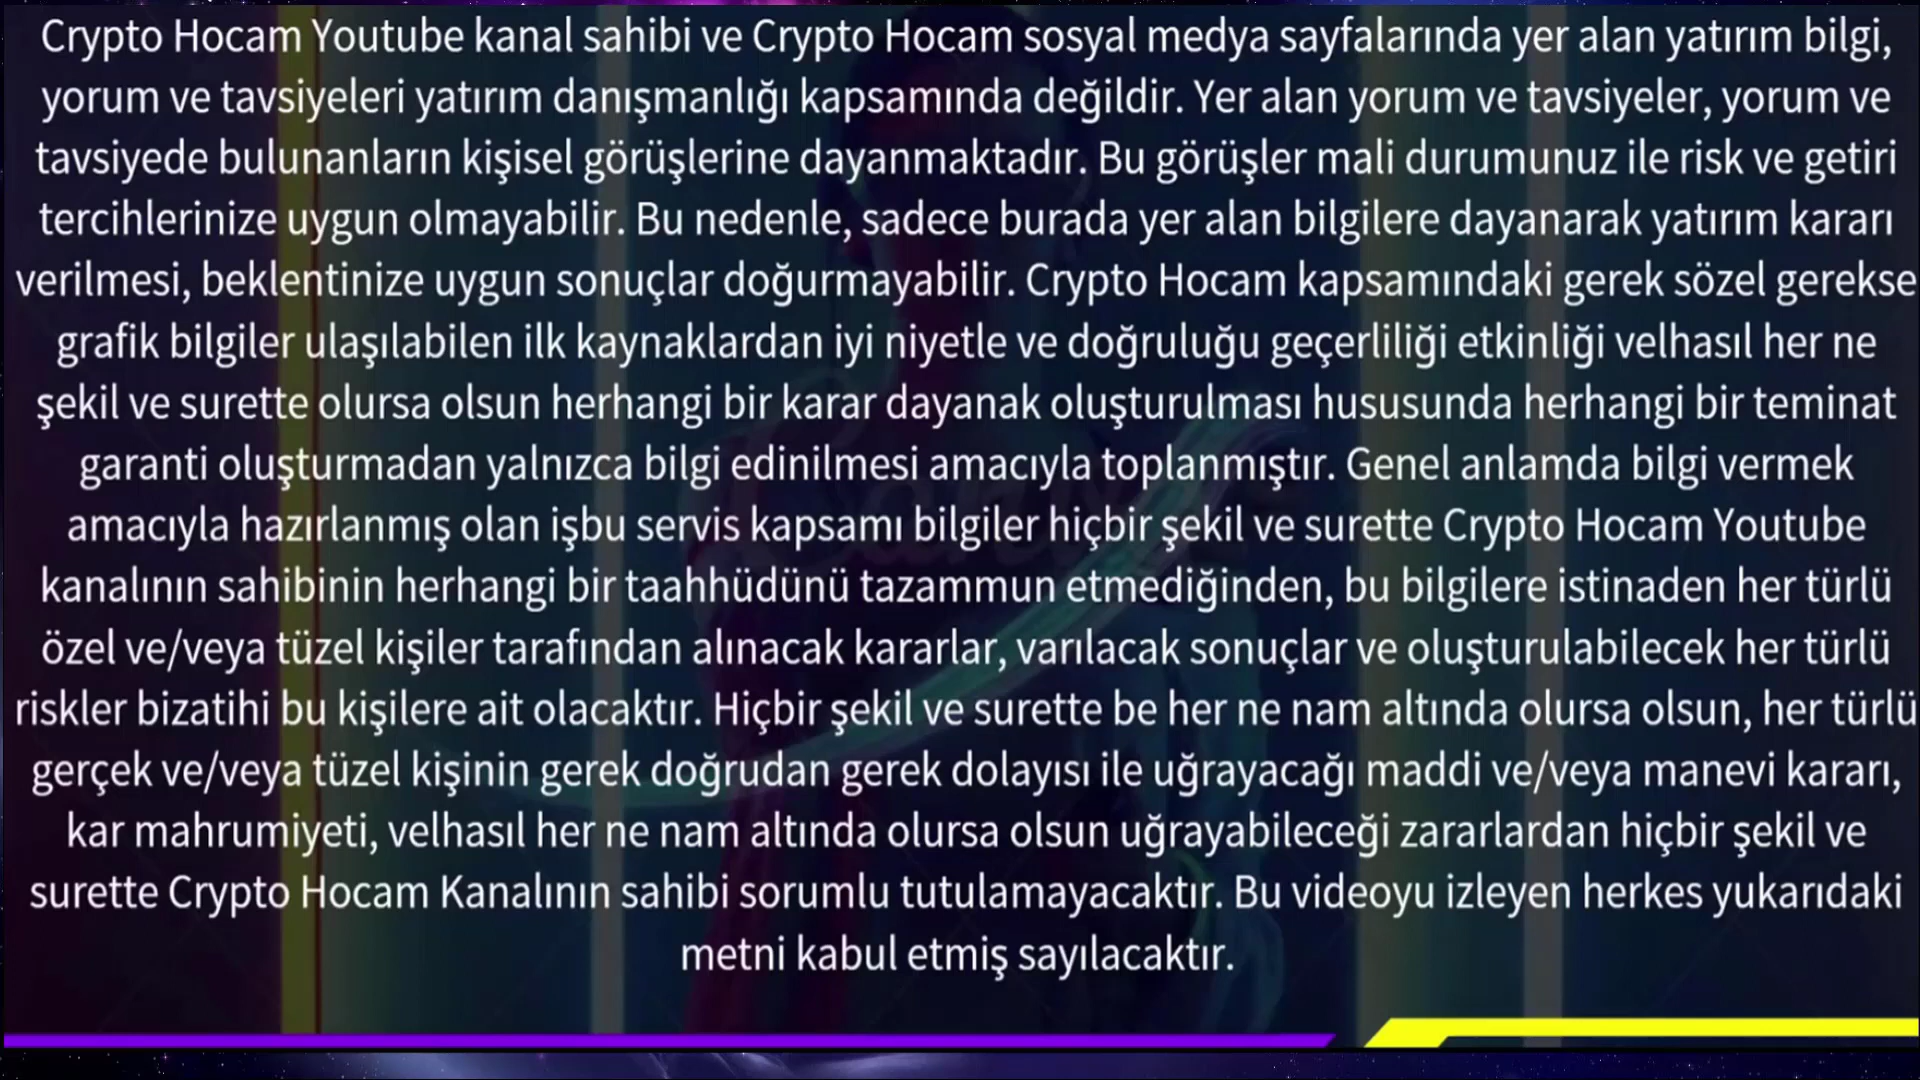 Crypto Hocam Youtube kanal sahibi ve Crypto Hocam sosyal medya sayfalarında yer alan yatırım bilgi,
yorum ve tavsiyeleri yatırım danışmanlığı kapsamında değildir. Yer alan yorum ve tavsiyeler, yorum ve
tavsiyede bulunanların kişisel görüşlerine dayanmaktadır. Bu görüşler mali durumunuz ile risk ve getiri
tercihlerinize uygun olmayabilir. Bu nedenle, sadece burada yer alan bilgilere dayanarak yatırım kararı
verilmesi, beklentinize uygun sonuçlar doğurmayabilir. Crypto Hocam kapsamındaki gerek sözel gerekse
grafik bilgiler ulaşılabilen ilk kaynaklardan iyi niyetle ve doğruluğu geçerliliği etkinliği velhasıl her ne
şekil ve surette olursa olsun herhangi bir karar dayanak oluşturulması hususunda herhangi bir teminat
garanti oluşturmadan yalnızca bilgi edinilmesi amacıyla toplanmıştır. Genel anlamda bilgi vermek
amacıyla hazırlanmış olan işbu servis kapsamı bilgiler hiçbir şekil ve surette Crypto Hocam Youtube
kanalının sahibinin herhangi bir taahhüdünü tazammun etmediğinden, bu bilgilere istinaden her türlü
özel ve/veya tüzel kişiler tarafından alınacak kararlar, varılacak sonuçlar ve oluşturulabilecek her türlü
riskler bizatihi bu kişilere ait olacaktır. Hiçbir şekil ve surette be her ne nam altında olursa olsun, her türlü
gerçek ve/veya tüzel kişinin gerek doğrudan gerek dolayısı ile uğrayacağı maddi ve/veya manevi kararı,
kar mahrumiyeti, velhasıl her ne nam altında olursa olsun uğrayabileceği zararlardan hiçbir şekil ve
surette Crypto Hocam Kanalının sahibi sorumlu tutulamayacaktır. Bu videoyu izleyen herkes yukarıdaki
metni kabul etmiş sayılacaktır.